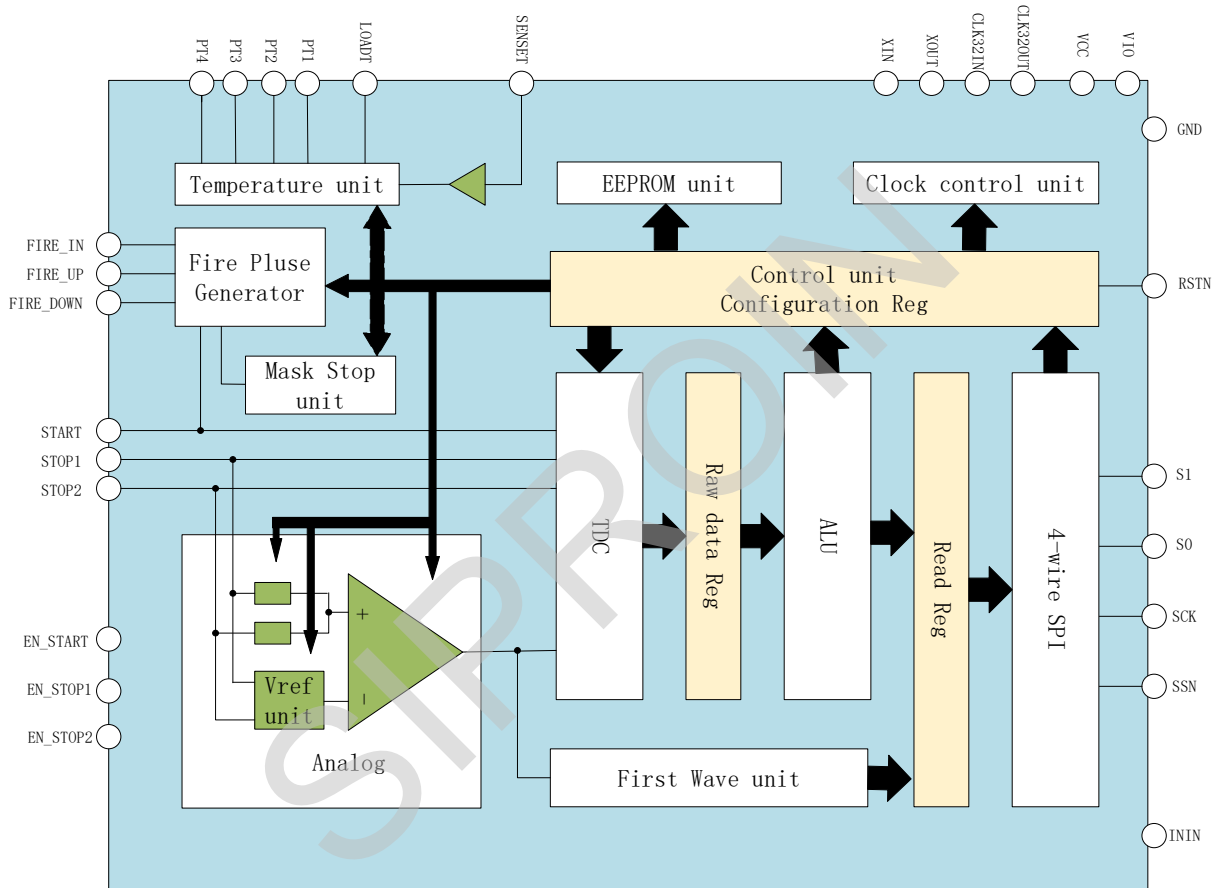 PT4
PT3
PT2
PT1
LOADT
SENSET
XIN
XOUT
CLK32IN
CLK32OUT
VCC
VIO
GND
Temperature unit
EEPROM unit
Clock control unit
FIRE_IN
FIRE_UP
FIRE_DOWN
Fire Pluse
Generator
Control unit
Configuration Reg
RSTN
Mask Stop
unit
START
STOP1
STOP2
TDC
Raw data Reg
ALU
Read Reg
4-wire SPI
S1
SO
SCK
SSN
EN_START
EN_STOP1
EN_STOP2
+
-
Vref
unit
Analog
First Wave unit
ININ
SIPROIN